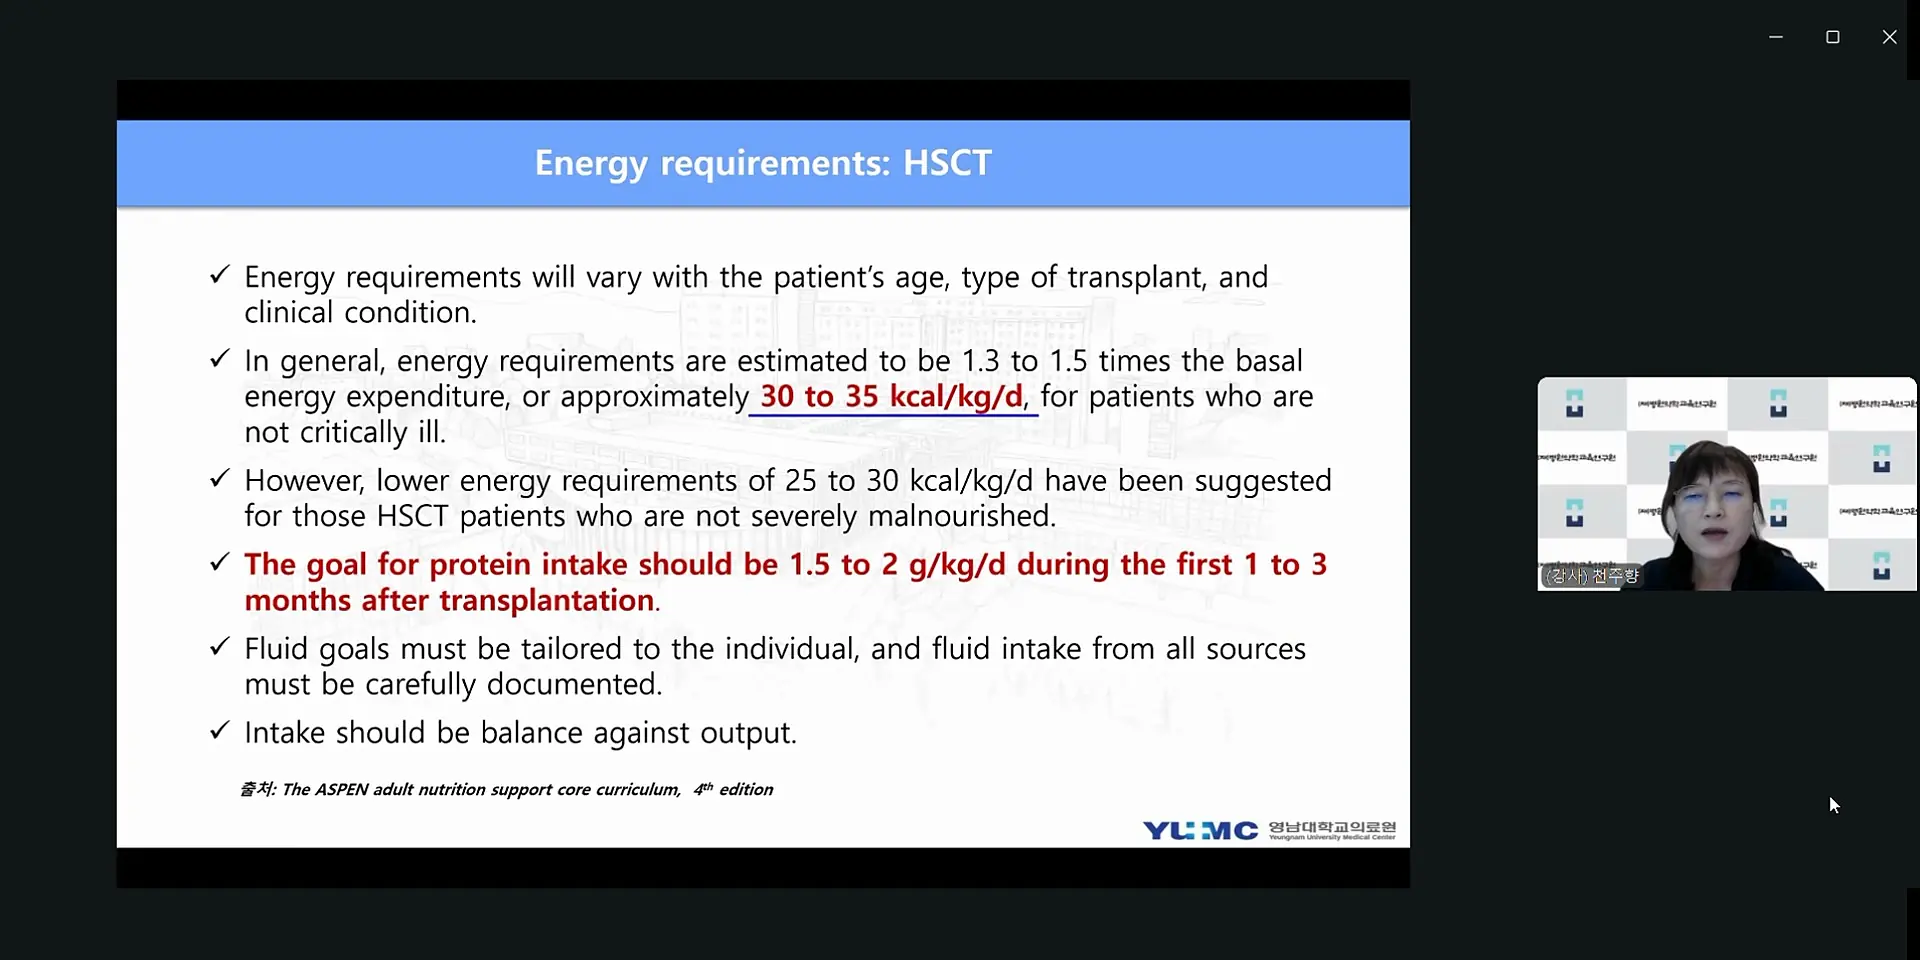 Energy requirements: HSCT
✓ Energy requirements will vary with the patient's age, type of transplant, and
clinical condition.
✓ In general, energy requirements are estimated to be 1.3 to 1.5 times the basal
energy expenditure, or approximately 30 to 35 kcal/kg/d, for patients who are
not critically ill.
✓ However, lower energy requirements of 25 to 30 kcal/kg/d have been suggested
for those HSCT patients who are not severely malnourished.
✓ The goal for protein intake should be 1.5 to 2 g/kg/d during the first 1 to 3
months after transplantation.
✓ Fluid goals must be tailored to the individual, and fluid intake from all sources
must be carefully documented.
✓ Intake should be balance against output.
출처: The ASPEN adult nutrition support core curriculum, 4th edition
YUMC 영남대학교의료원
Yeungnam University Medical Center
(강사) 천주향